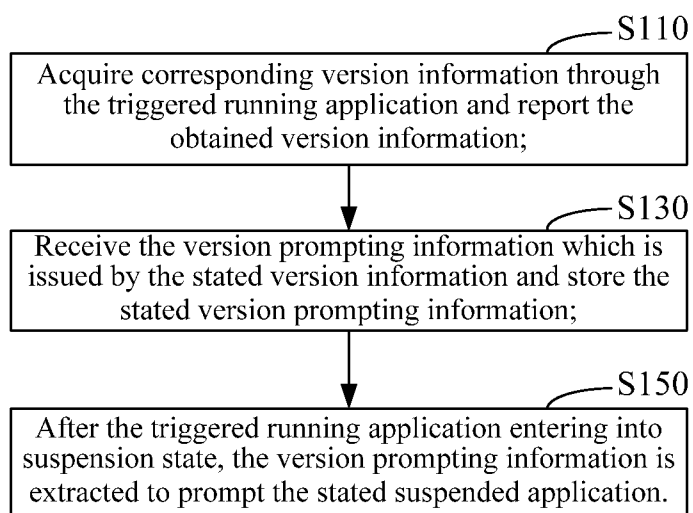 S110
Acquire corresponding version information through
the triggered running application and report the
obtained version information;
S130
Receive the version prompting information which is
issued by the stated version information and store the
stated version prompting information;
S150
After the triggered running application entering into
suspension state, the version prompting information is
extracted to prompt the stated suspended application.